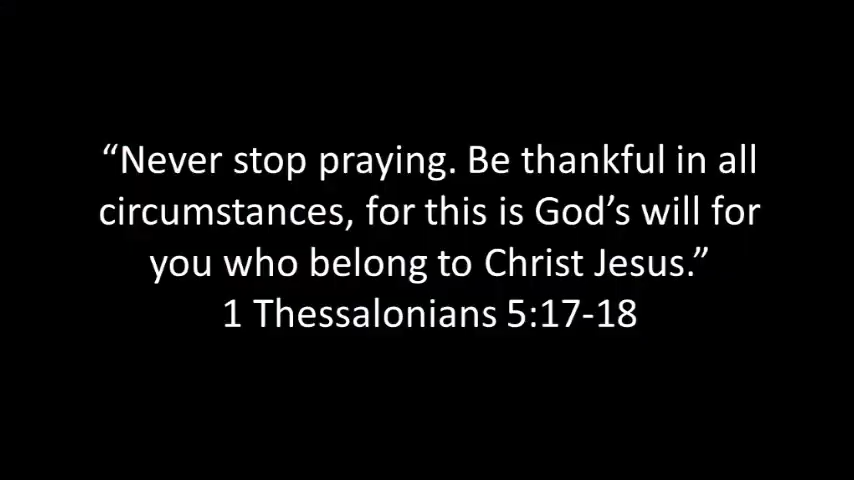 “Never stop praying. Be thankful in all
circumstances, for this is God’s will for
you who belong to Christ Jesus.”
1 Thessalonians 5:17-18